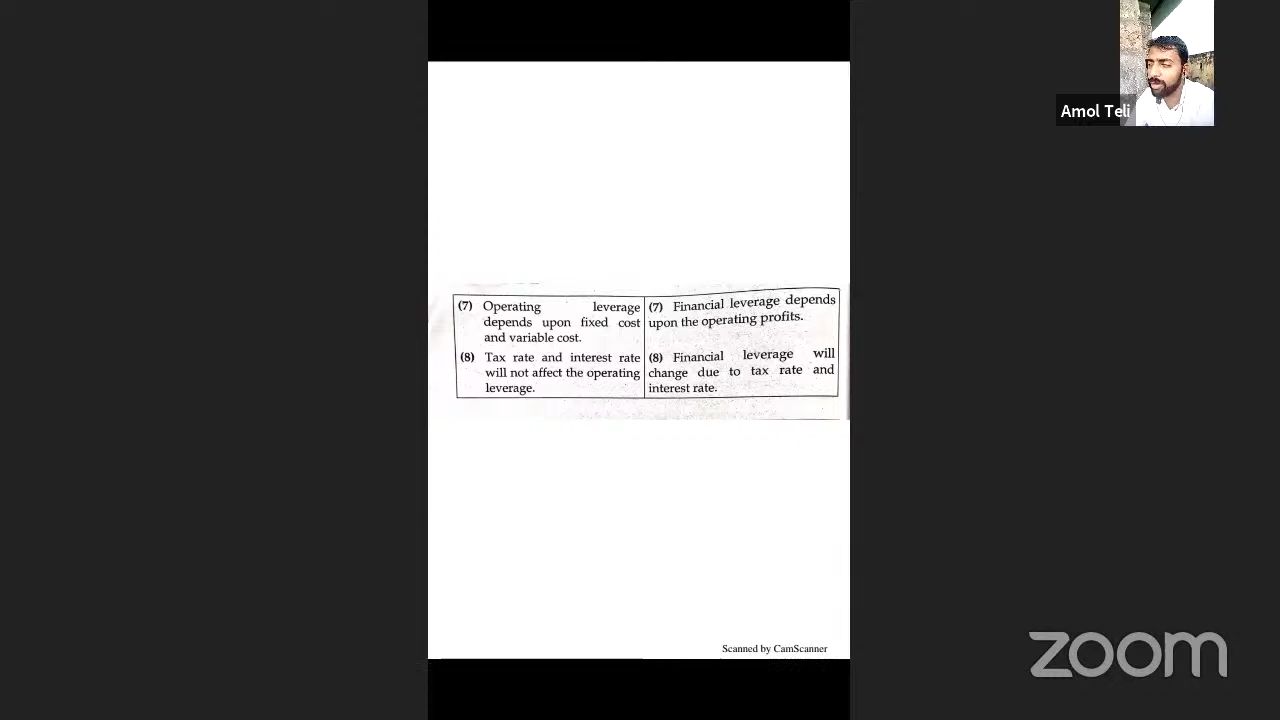 Amol Teli
(7) Operating leverage
depends upon fixed cost
and variable cost.
(8) Tax rate and interest rate
will not affect the operating
leverage.
(7) Financial leverage depends
upon the operating profits.
(8) Financial leverage will
change due to tax rate and
interest rate.
Scanned by CamScanner
zoom